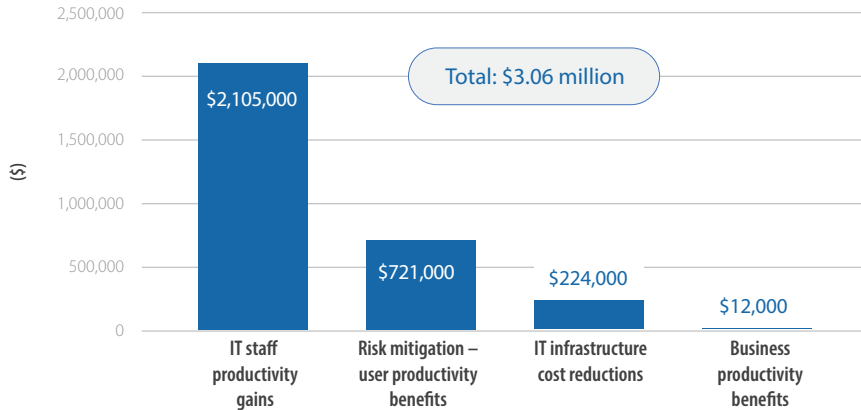 2,500,000
2,000,000
1,500,000
1,000,000
500,000
0
($)
Total: $3.06 million
$2,105,000
$721,000
$224,000
$12,000
IT staff
productivity
gains
Risk mitigation –
user productivity
benefits
IT infrastructure
cost reductions
Business
productivity
benefits